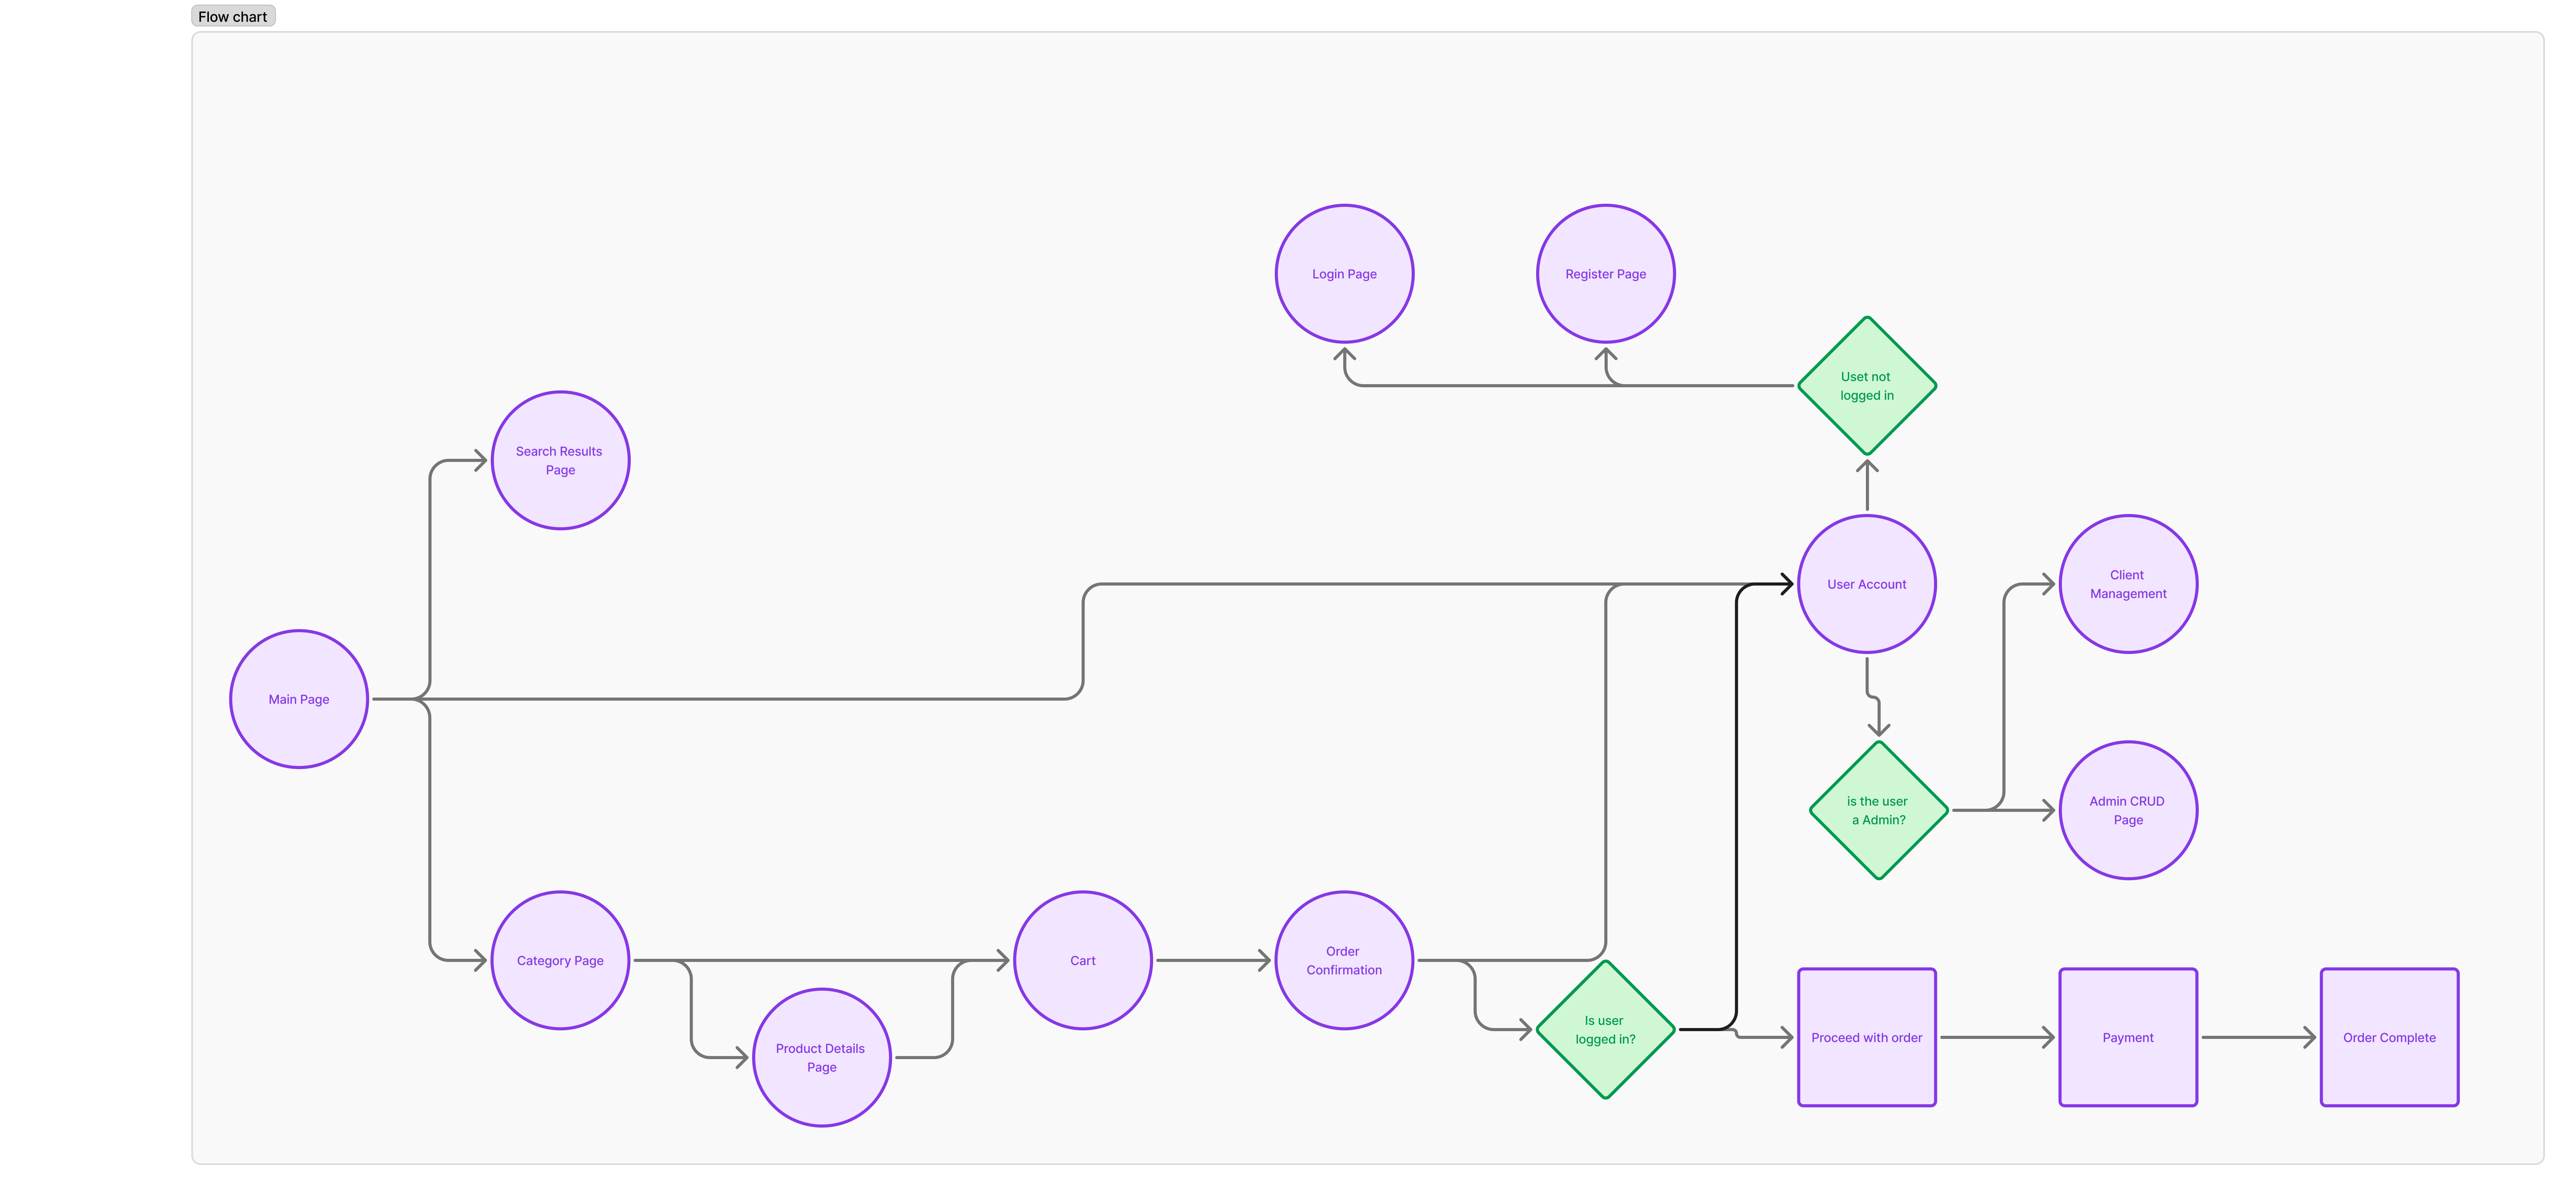 Flow chart
Login Page
Register Page
Uset not
logged in
Search Results
Page
User Account
Client
Management
Main Page
is the user
a Admin?
Admin CRUD
Page
Category Page
Cart
Order
Confirmation
Product Details
Page
Is user
logged in?
Proceed with order
Payment
Order Complete